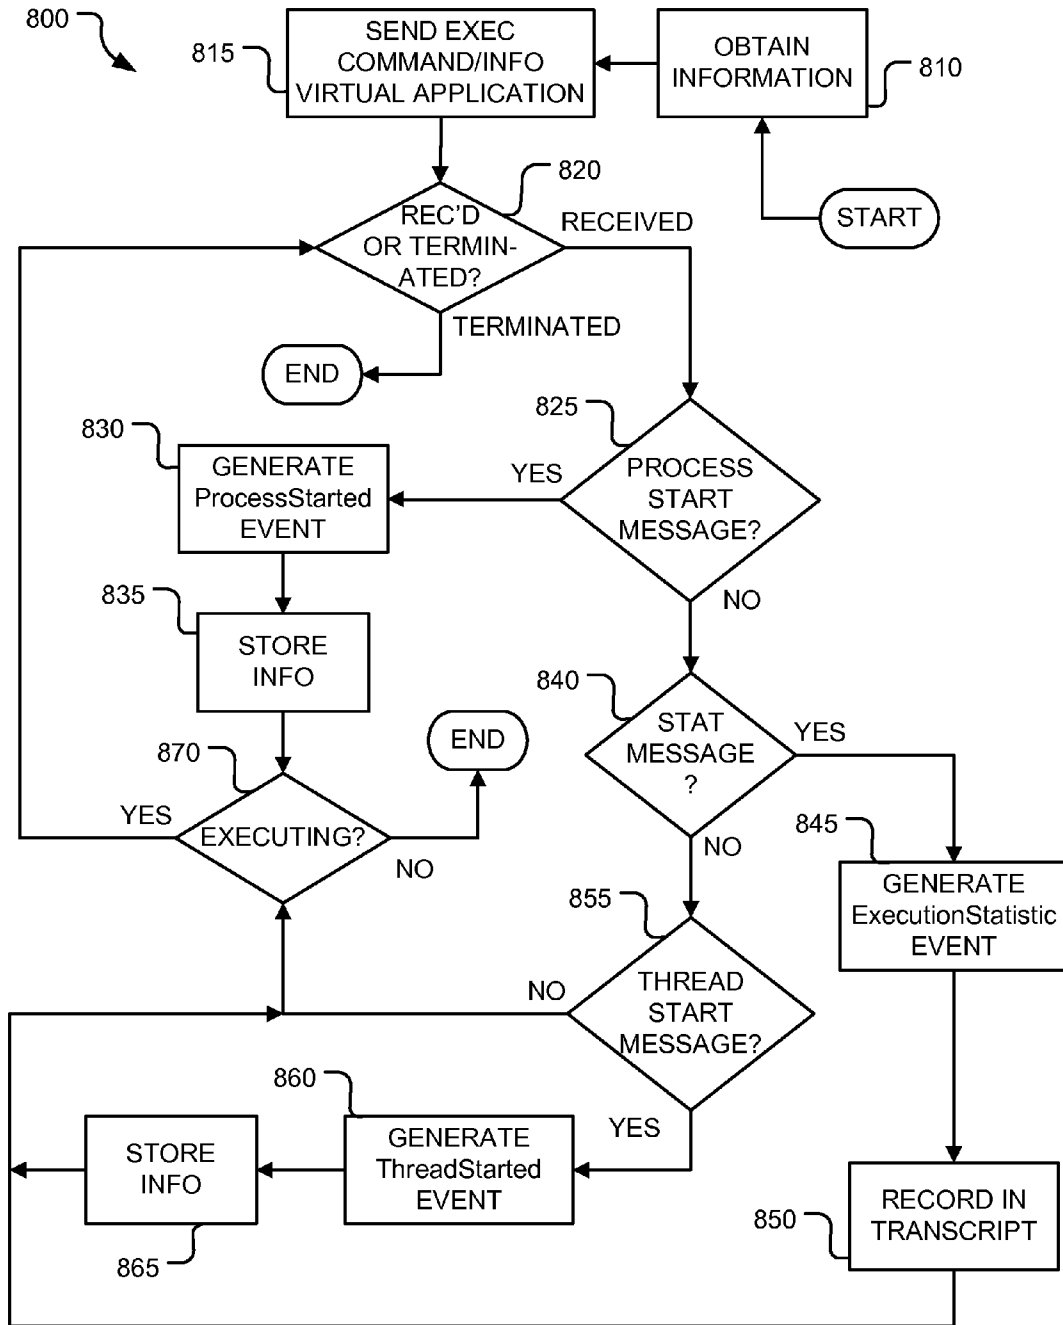 800
815
SEND EXEC
COMMAND/INFO
VIRTUAL APPLICATION
OBTAIN
INFORMATION
810
START
820
REC'D
OR TERMIN-
ATED?
RECEIVED
TERMINATED
END
825
PROCESS
START
MESSAGE?
YES
NO
830
GENERATE
ProcessStarted
EVENT
835
STORE
INFO
840
STAT
MESSAGE
?
YES
NO
END
870
EXECUTING?
YES
NO
845
GENERATE
ExecutionStatistic
EVENT
855
THREAD
START
MESSAGE?
NO
YES
860
GENERATE
ThreadStarted
EVENT
STORE
INFO
865
850
RECORD IN
TRANSCRIPT